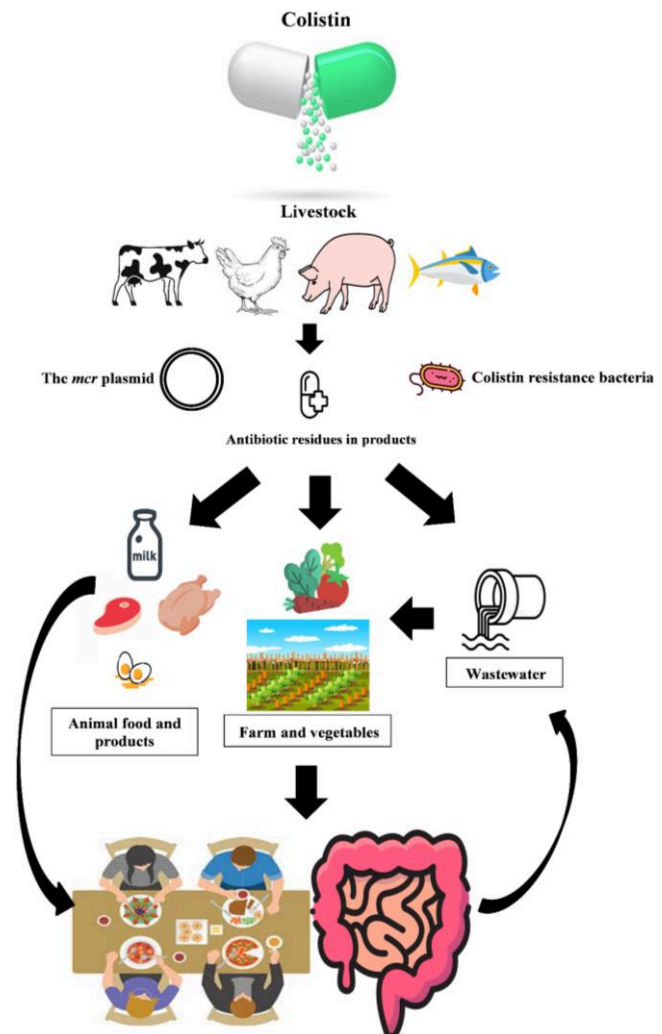 Colistin
Livestock
The mcr plasmid
Colistin resistance bacteria
Antibiotic residues in products
milk
Wastewater
Animal food and
products
Farm and vegetables